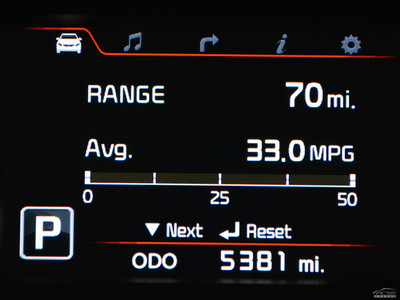 RANGE 70 mi.
Avg. 33.0 MPG
0 25 50
P
▼ Next ↲ Reset
ODO 5381 mi.